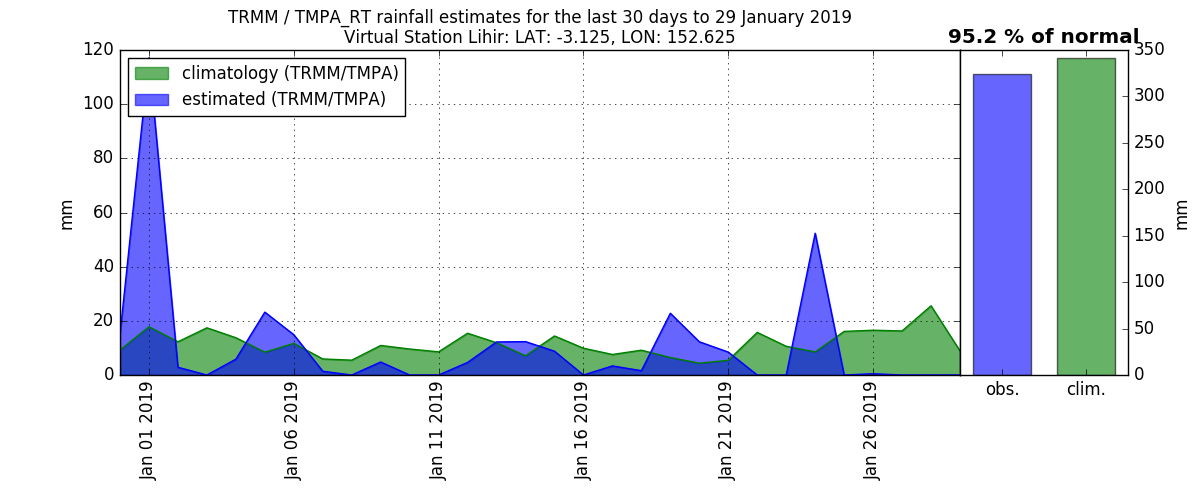 TRMM / TMPA_RT rainfall estimates for the last 30 days to 29 January 2019
Virtual Station Lihir: LAT: -3.125, LON: 152.625
95.2 % of normal
climatology (TRMM/TMPA)
estimated (TRMM/TMPA)
120
100
80
60
40
20
0
mm
Jan 01 2019
Jan 06 2019
Jan 11 2019
Jan 16 2019
Jan 21 2019
Jan 26 2019
350
300
250
200
150
100
50
0
mm
obs.
clim.